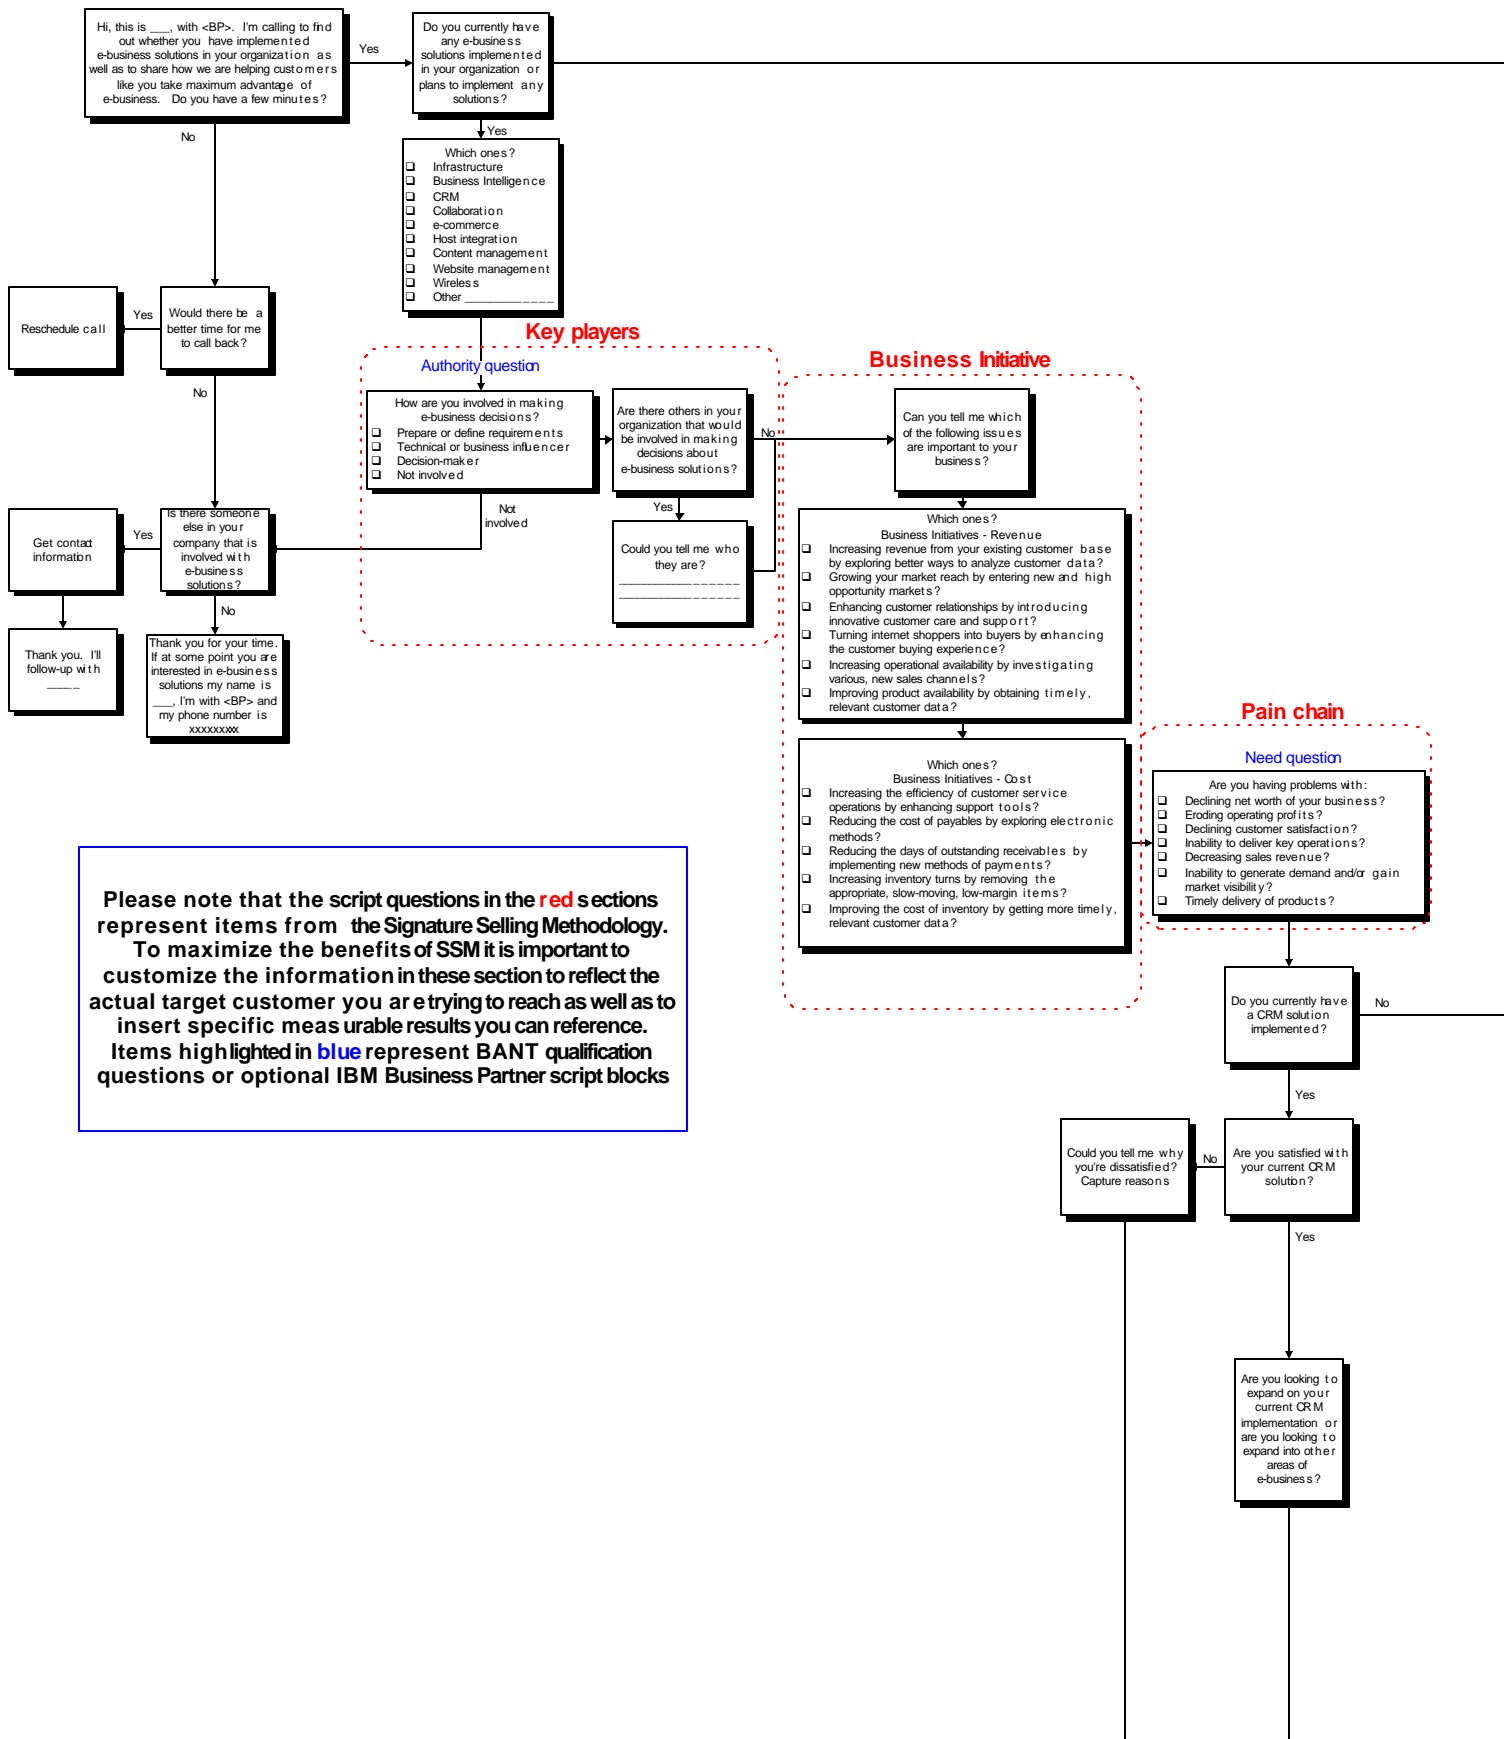 Hi, this is ___, with <BP>. I'm calling to find
out whether you have implemented
e-business solutions in your organization as
well as to share how we are helping customers
like you take maximum advantage of
e-business. Do you have a few minutes?
Yes
Do you currently have
any e-business
solutions implemented
in your organization or
plans to implement any
solutions?
No
Yes
Which ones?
❑ Infrastructure
❑ Business Intelligence
❑ CRM
❑ Collaboration
❑ e-commerce
❑ Host integration
❑ Content management
❑ Website management
❑ Wireless
❑ Other _____________
Reschedule call
Yes
Would there be a
better time for me
to call back?
No
Key players
Authority question
How are you involved in making
e-business decisions?
❑ Prepare or define requirements
❑ Technical or business influencer
❑ Decision-maker
❑ Not involved
Are there others in your
organization that would
be involved in making
decisions about
e-business solutions?
No
Yes
Not
involved
Could you tell me who
they are?
__________________
__________________
Get contact
information
Yes
Is there someone
else in your
company that is
involved with
e-business
solutions?
No
Thank you. I'll
follow-up with
_____
Thank you for your time.
If at some point you are
interested in e-business
solutions my name is
___, I'm with <BP> and
my phone number is
xxxxxxxxx
Business Initiative
Can you tell me which
of the following issues
are important to your
business?
Which ones?
Business Initiatives - Revenue
❑ Increasing revenue from your existing customer base
by exploring better ways to analyze customer data?
❑ Growing your market reach by entering new and high
opportunity markets?
❑ Enhancing customer relationships by introducing
innovative customer care and support?
❑ Turning internet shoppers into buyers by enhancing
the customer buying experience?
❑ Increasing operational availability by investigating
various, new sales channels?
❑ Improving product availability by obtaining timely,
relevant customer data?
Which ones?
Business Initiatives - Cost
❑ Increasing the efficiency of customer service
operations by enhancing support tools?
❑ Reducing the cost of payables by exploring electronic
methods?
❑ Reducing the days of outstanding receivables by
implementing new methods of payments?
❑ Increasing inventory turns by removing the
appropriate, slow-moving, low-margin items?
❑ Improving the cost of inventory by getting more timely,
relevant customer data?
Pain chain
Need question
Are you having problems with:
❑ Declining net worth of your business?
❑ Eroding operating profits?
❑ Declining customer satisfaction?
❑ Inability to deliver key operations?
❑ Decreasing sales revenue?
❑ Inability to generate demand and/or gain
market visibility?
❑ Timely delivery of products?
Please note that the script questions in the red sections
represent items from the Signature Selling Methodology.
To maximize the benefits of SSM it is important to
customize the information in these section to reflect the
actual target customer you are trying to reach as well as to
insert specific measurable results you can reference.
Items highlighted in blue represent BANT qualification
questions or optional IBM Business Partner script blocks
Do you currently have
a CRM solution
implemented?
No
Yes
Could you tell me why
you're dissatisfied?
Capture reasons
No
Are you satisfied with
your current CRM
solution?
Yes
Are you looking to
expand on your
current CRM
implementation or
are you looking to
expand into other
areas of
e-business?